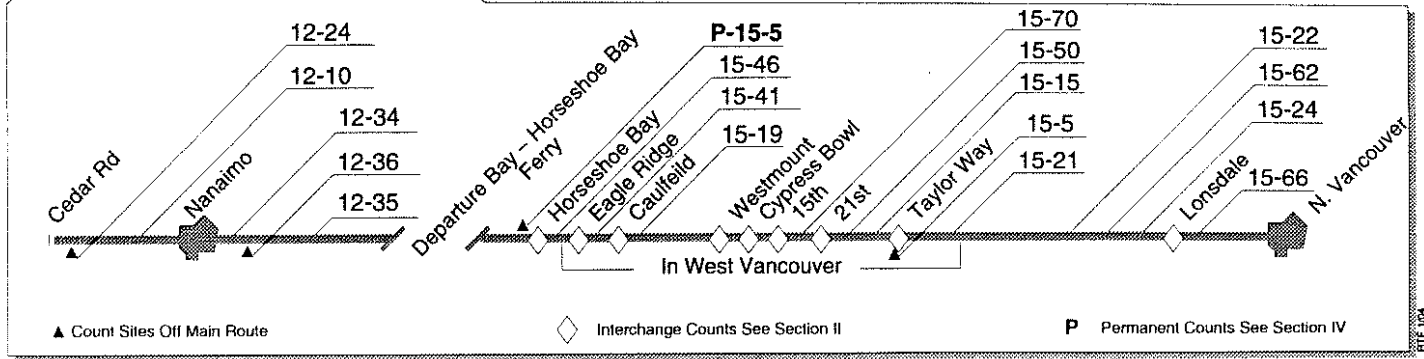 12-24
12-10
12-34
12-36
12-35
Cedar Rd
Nanaimo
Departure Bay - Horseshoe Bay
Ferry
P-15-5
15-46
15-41
15-19
Horseshoe Bay
Eagle Ridge
Caulfeild
Westmount
Cypress Bowl
15th
21st
Taylor Way
15-70
15-50
15-15
15-5
15-21
15-22
15-62
15-24
15-66
Lonsdale
N. Vancouver
In West Vancouver
▲ Count Sites Off Main Route
◇ Interchange Counts See Section II
P Permanent Counts See Section IV